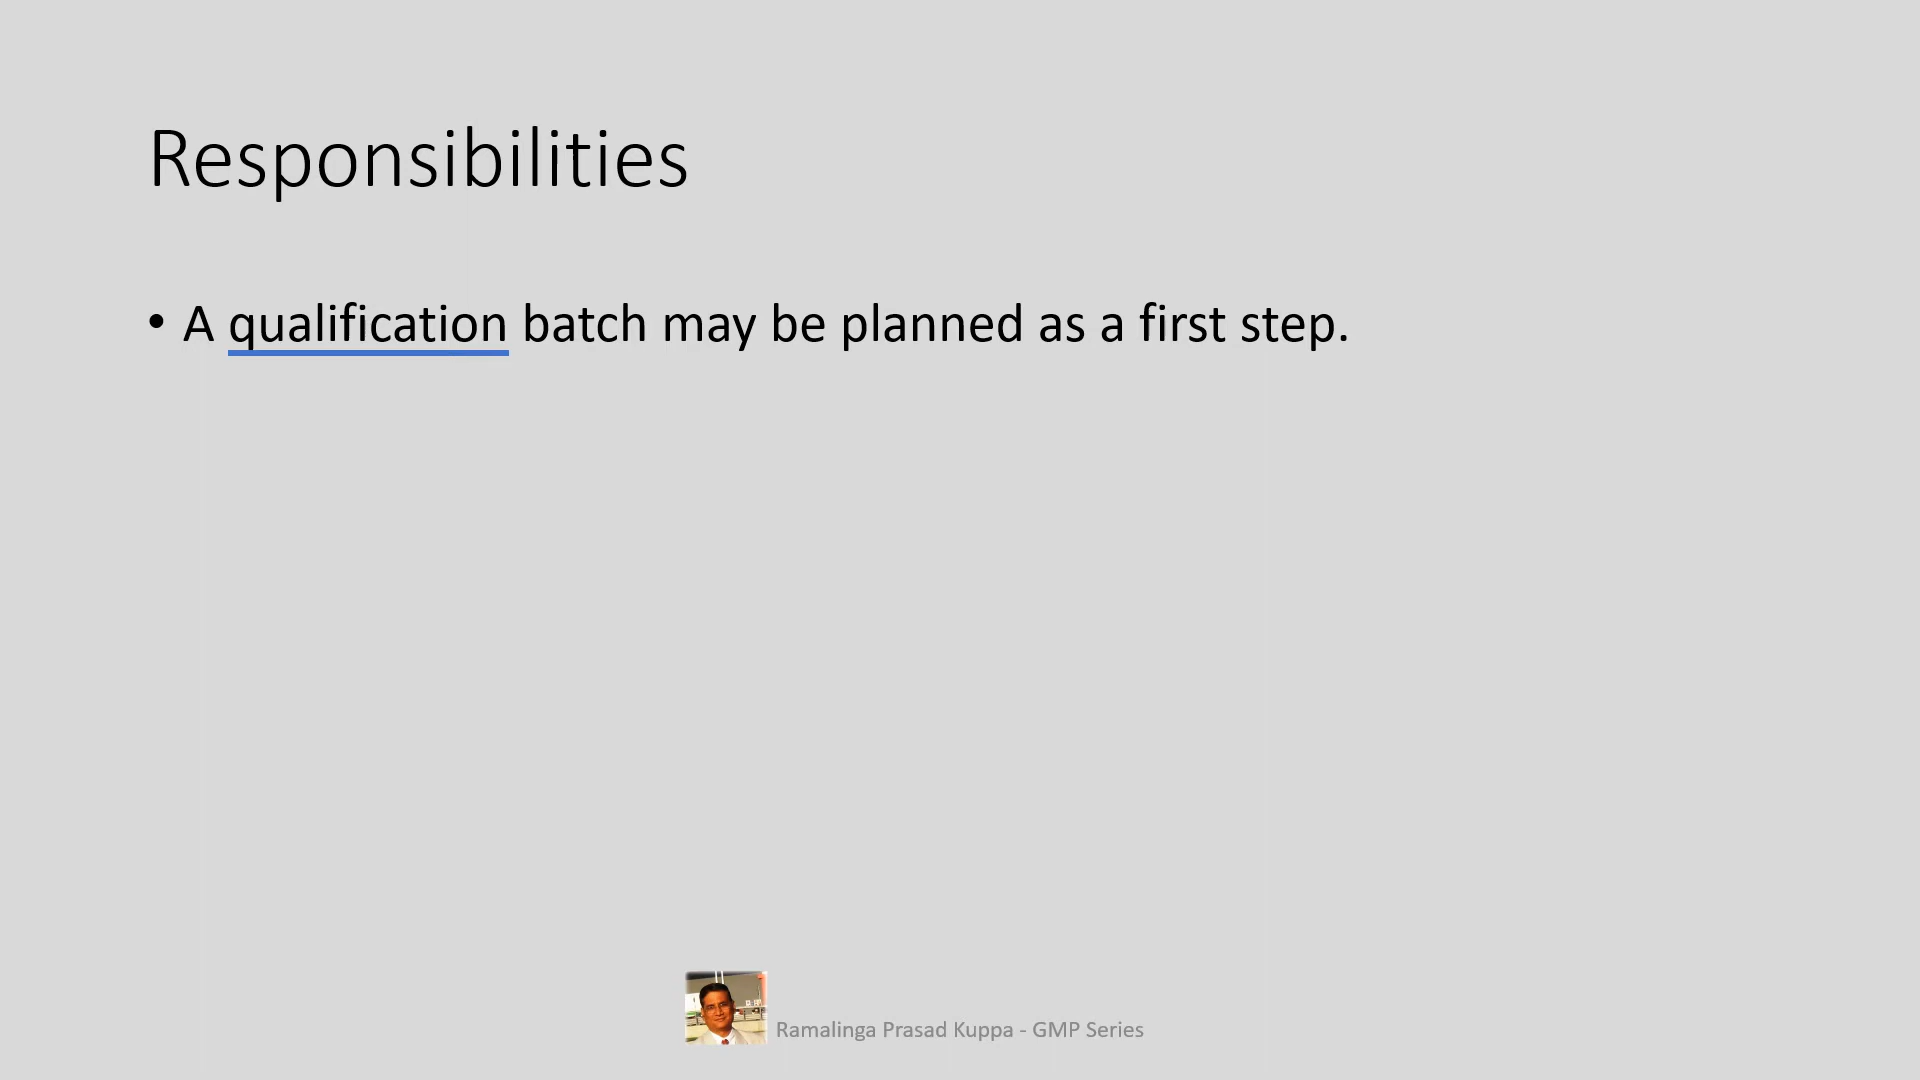 Responsibilities
• A qualification batch may be planned as a first step.
Ramalinga Prasad Kuppa - GMP Series